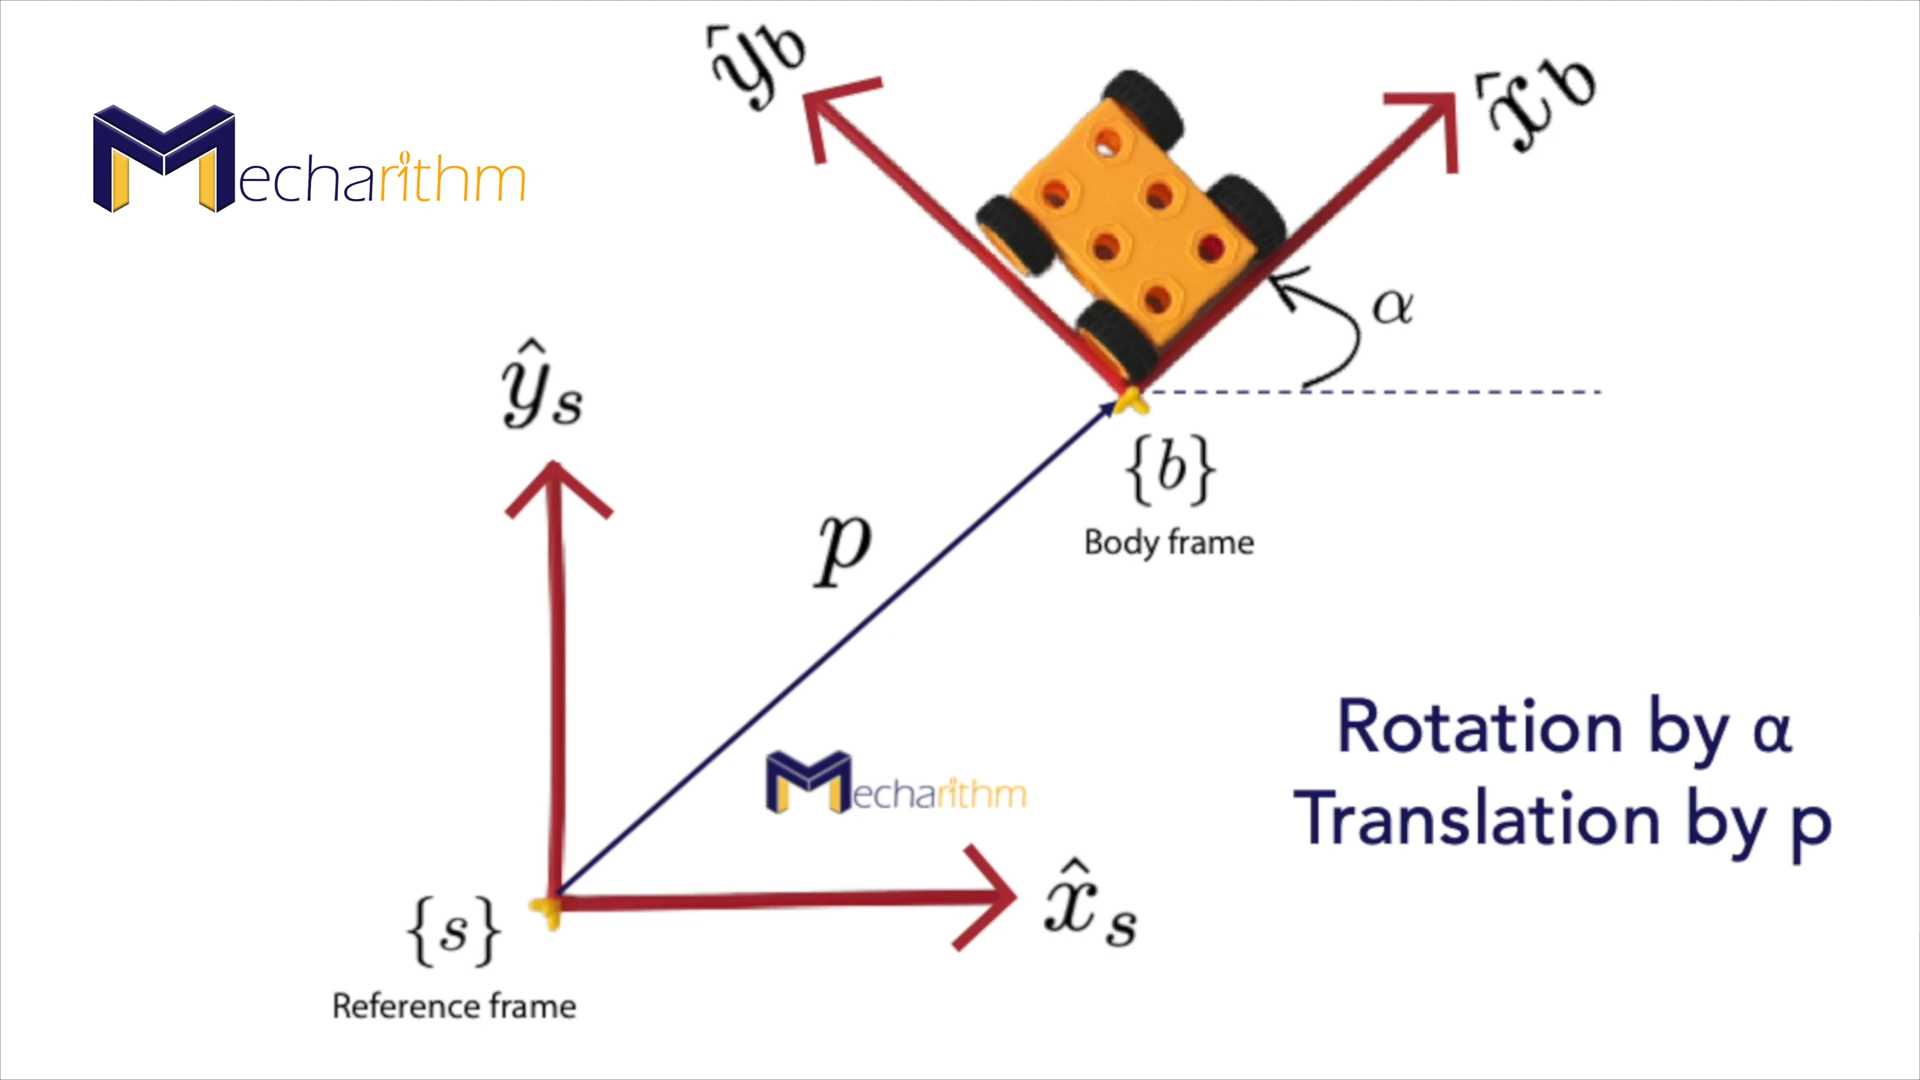 Mecharithm
ŷb
x̂b
α
ŷs
{b}
Body frame
p
Rotation by α
Translation by p
Mecharithm
x̂s
{s}
Reference frame